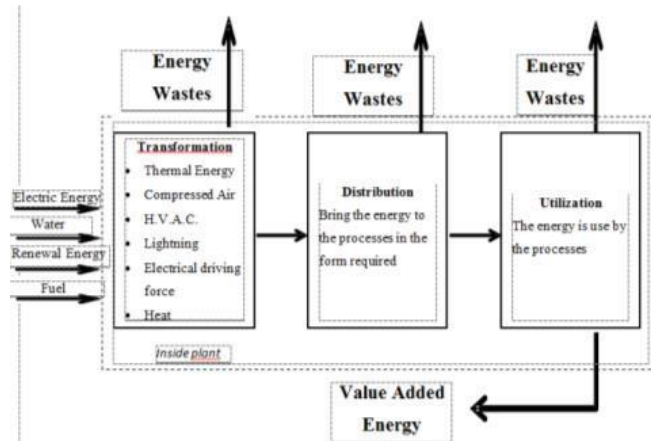 Energy
Wastes
Energy
Wastes
Energy
Wastes
Electric Energy
Water
Renewal Energy
Fuel
Transformation
• Thermal Energy
• Compressed Air
• H.V.A.C.
• Lightning
• Electrical driving
force
• Heat
Distribution
Bring the energy to
the processes in the
form required
Utilization
The energy is use by
the processes
Inside plant
Value Added
Energy